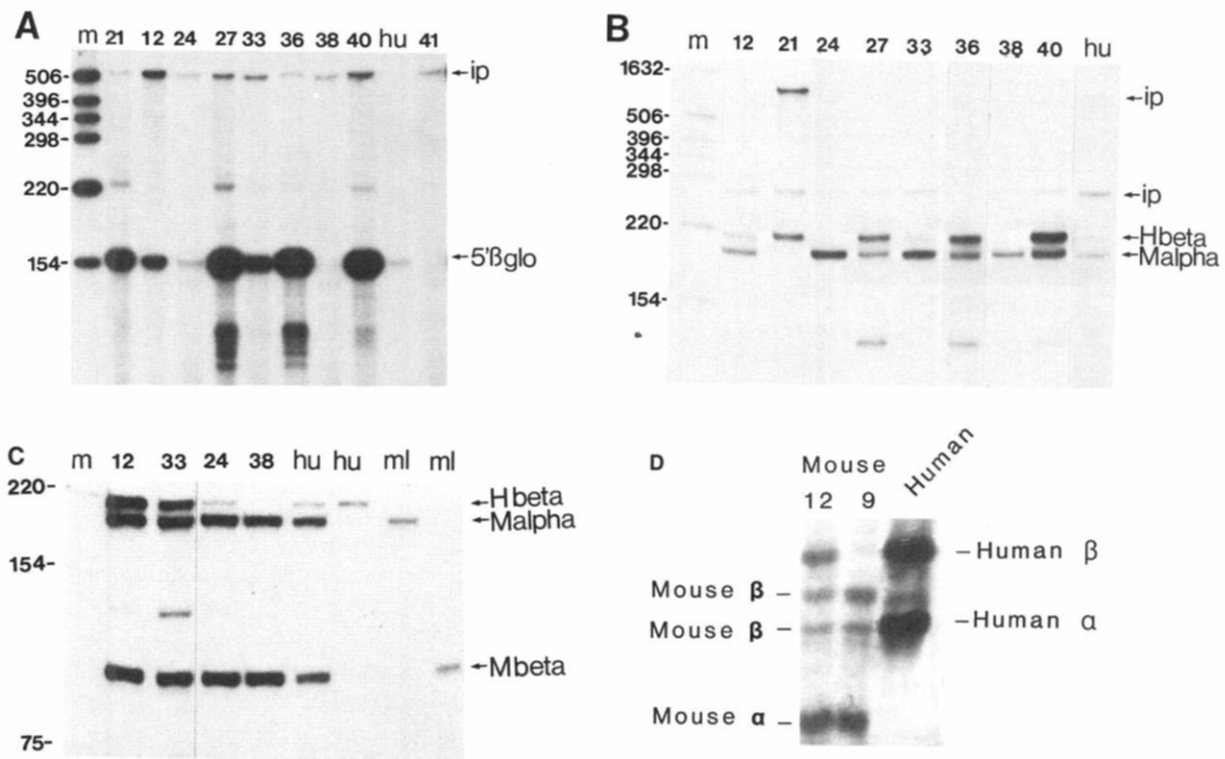 A
m 21 12 24 27 33 36 38 40 hu 41
506-
396-
344-
298-
220-
154-
←ip
←5'βglo
B
m 12 21 24 27 33 36 38 40 hu
1632-
506-
396-
344-
298-
220-
154-
←ip
←ip
←Hbeta
←Malpha
C
m 12 33 24 38 hu hu ml ml
220-
154-
75-
←Hbeta
←Malpha
←Mbeta
D
Mouse
12 9 Human
Mouse β –
Mouse β –
Mouse α –
–Human β
–Human α